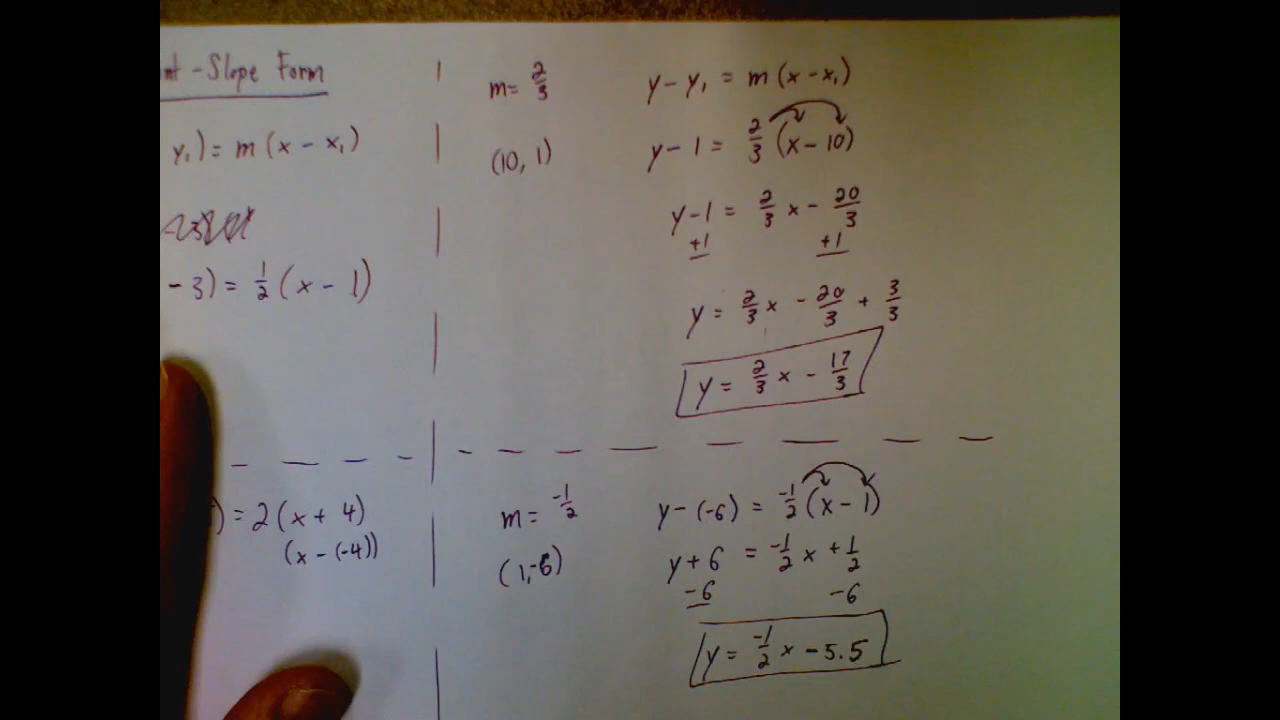 nt - Slope Form
y₁) = m (x - x₁)
- 3) = 1/2 (x - 1)
m = 2/3
(10, 1)
y - y₁ = m (x - x₁)
y - 1 = 2/3 (x - 10)
y - 1 = 2/3 x - 20/3
+1 +1
y = 2/3 x - 20/3 + 3/3
y = 2/3 x - 17/3
) = 2 (x + 4)
(x - (-4))
m = -1/2
(1, -6)
y - (-6) = -1/2 (x - 1)
y + 6 = -1/2 x + 1/2
-6 -6
y = -1/2 x - 5.5